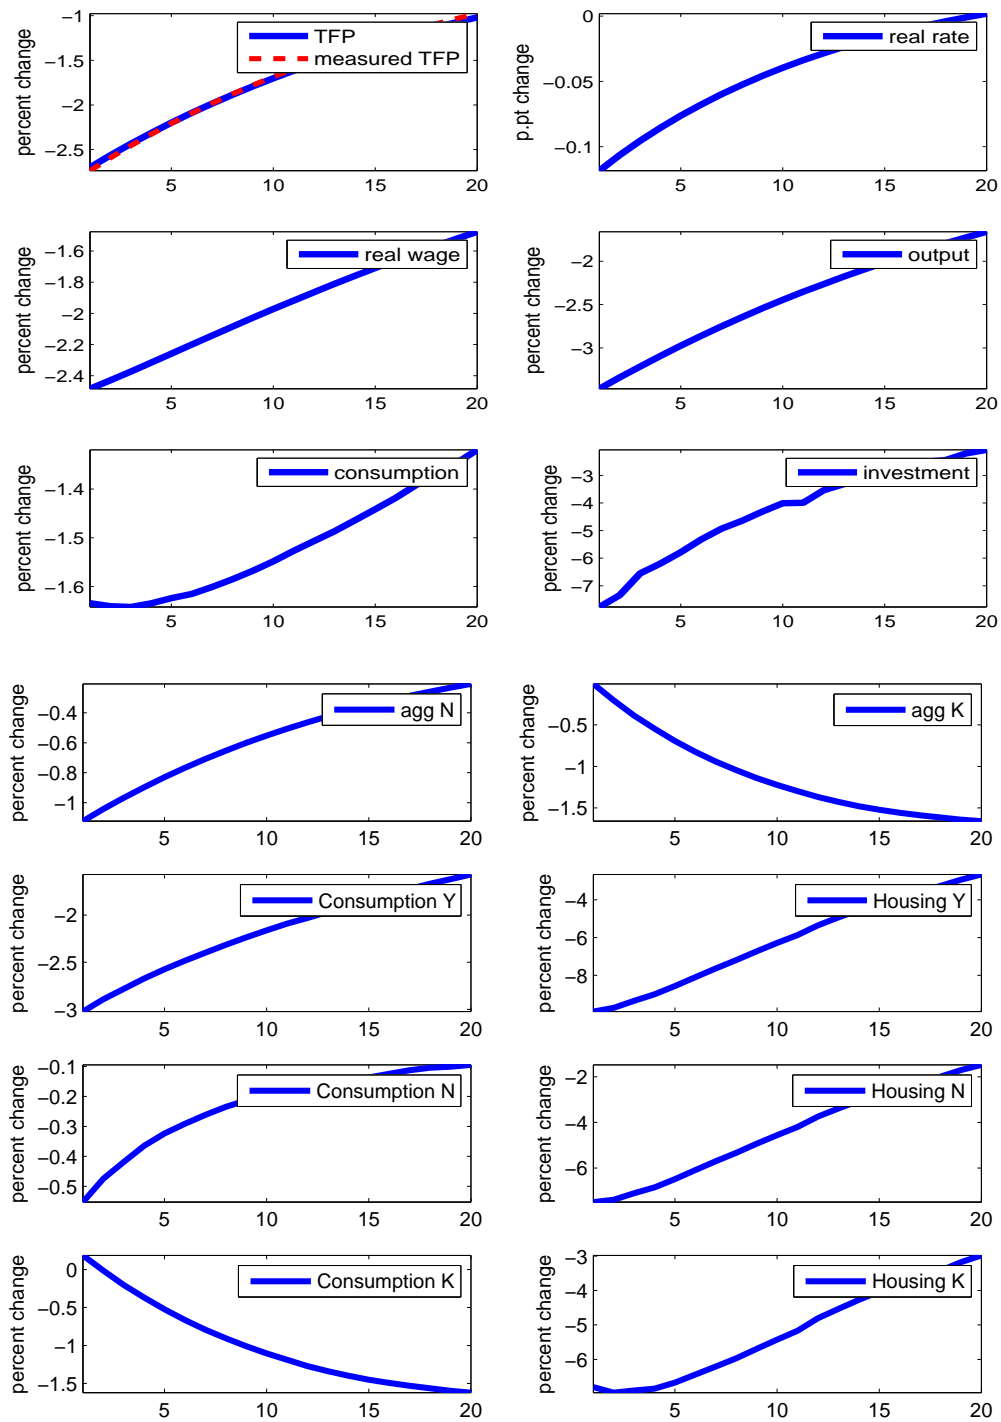 −1
−1.5
−2
−2.5
percent change
TFP
measured TFP
5 10 15 20
0
−0.05
−0.1
p.pt change
real rate
5 10 15 20
−1.6
−1.8
−2
−2.2
−2.4
percent change
real wage
5 10 15 20
−2
−2.5
−3
percent change
output
5 10 15 20
−1.4
−1.5
−1.6
percent change
consumption
5 10 15 20
−3
−4
−5
−6
−7
percent change
investment
5 10 15 20
−0.4
−0.6
−0.8
−1
percent change
agg N
5 10 15 20
−0.5
−1
−1.5
percent change
agg K
5 10 15 20
−2
−2.5
−3
percent change
Consumption Y
5 10 15 20
−4
−6
−8
percent change
Housing Y
5 10 15 20
−0.1
−0.2
−0.3
−0.4
−0.5
percent change
Consumption N
5 10 15 20
−2
−4
−6
percent change
Housing N
5 10 15 20
0
−0.5
−1
−1.5
percent change
Consumption K
5 10 15 20
−3
−4
−5
−6
percent change
Housing K
5 10 15 20